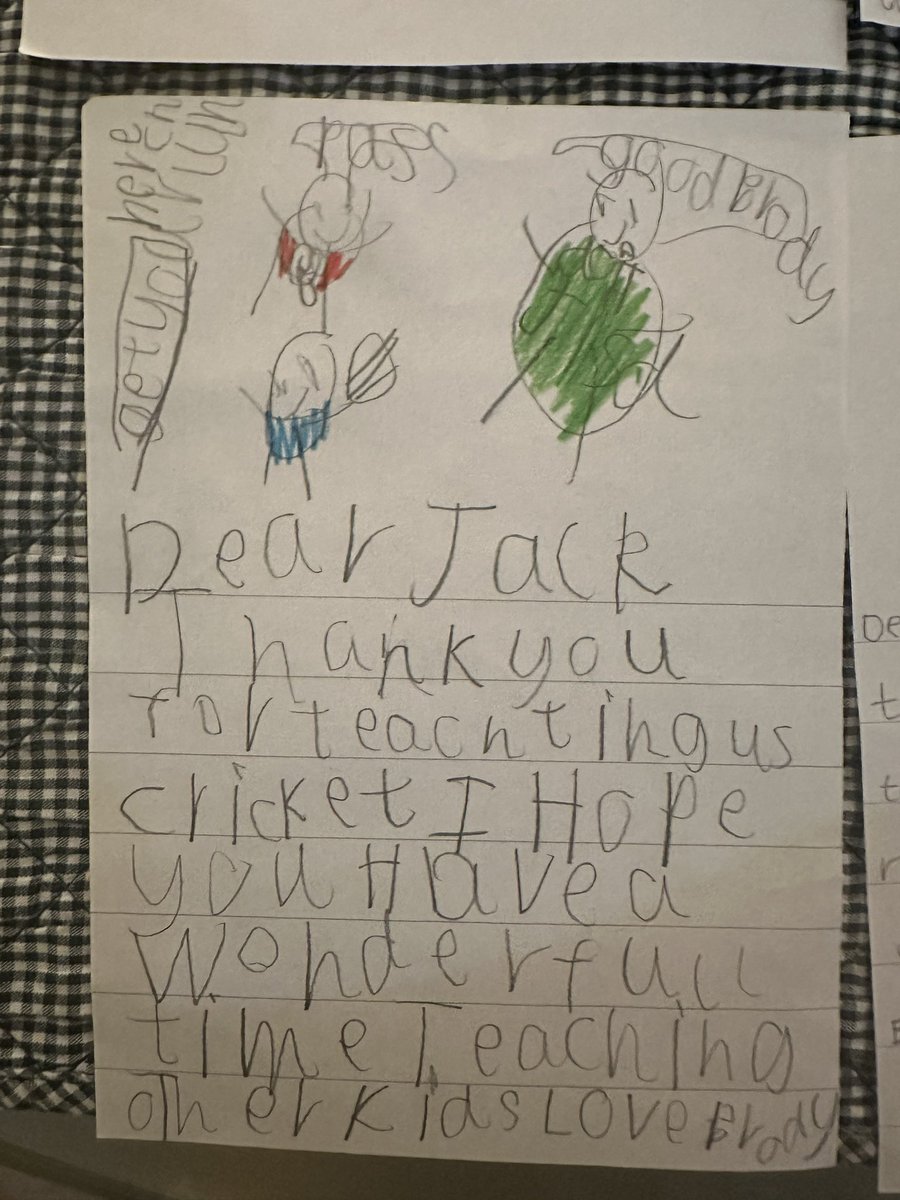 get you here
run
pass
good Brody
Dear Jack
Thank you
for teachting us
cricket I Hope
you Have a
Wonderfull
time Teaching
other kids Love Brody
De
t
t
r